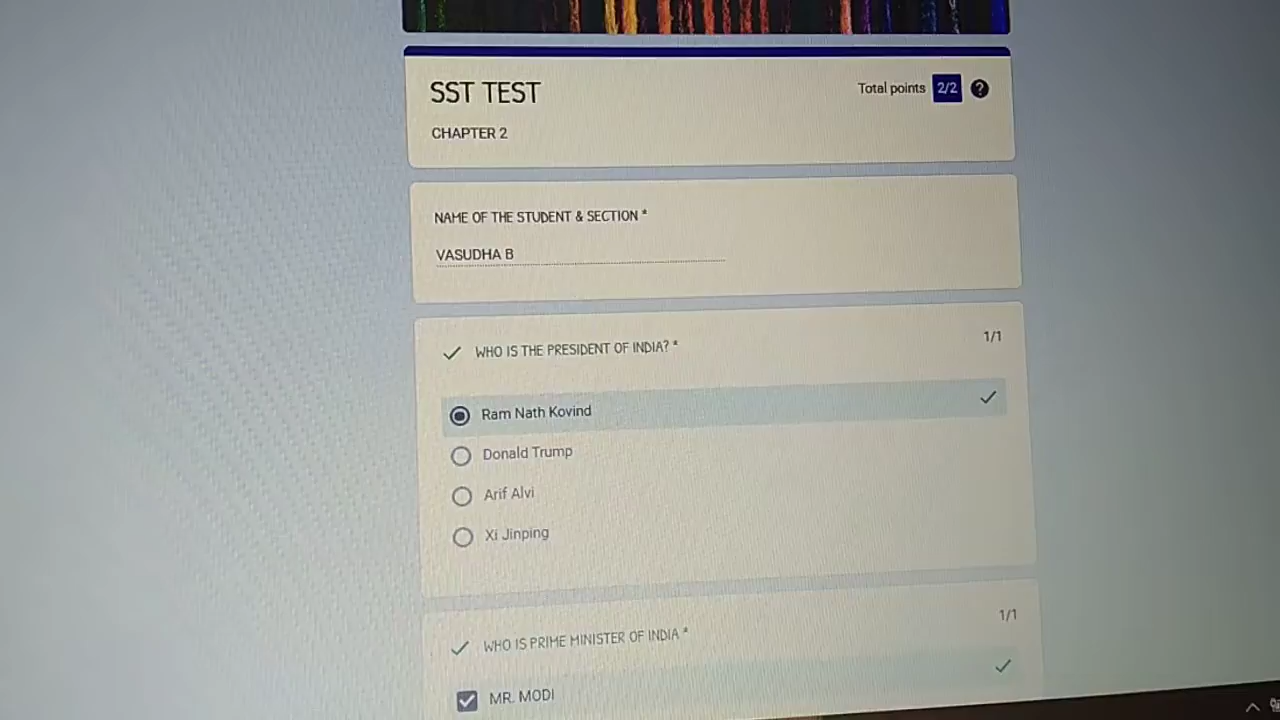 SST TEST
Total points 2/2 ?
CHAPTER 2
NAME OF THE STUDENT & SECTION *
VASUDHA B
WHO IS THE PRESIDENT OF INDIA? *
1/1
Ram Nath Kovind
Donald Trump
Arif Alvi
Xi Jinping
1/1
WHO IS PRIME MINISTER OF INDIA *
MR. MODI